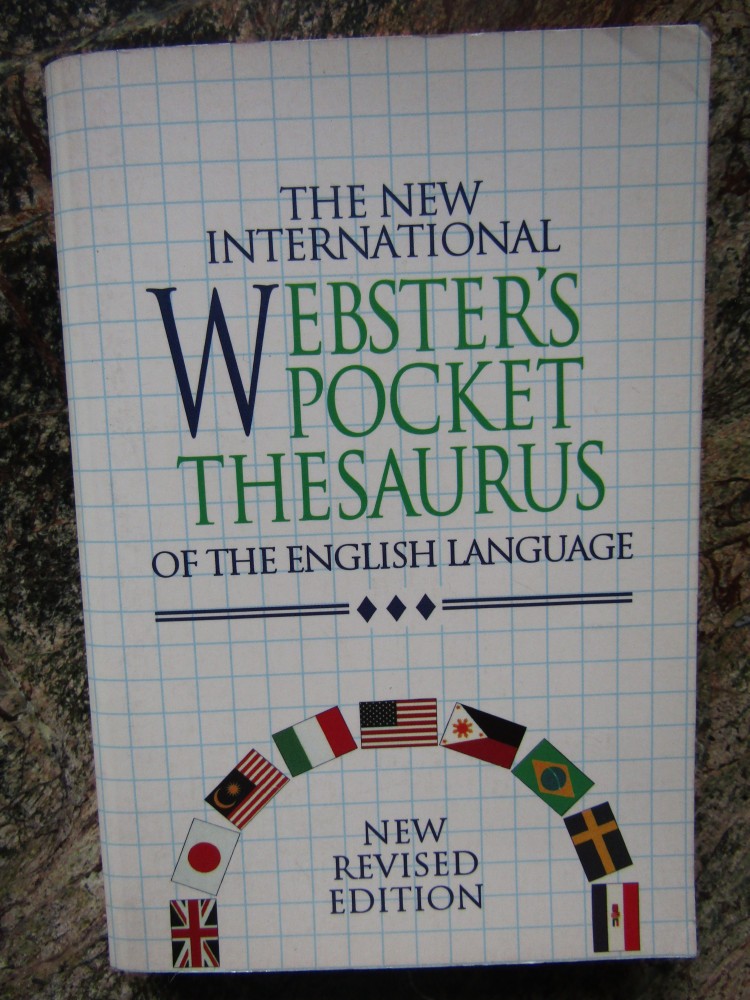 THE NEW
INTERNATIONAL
WEBSTER'S
POCKET
THESAURUS
OF THE ENGLISH LANGUAGE
NEW
REVISED
EDITION